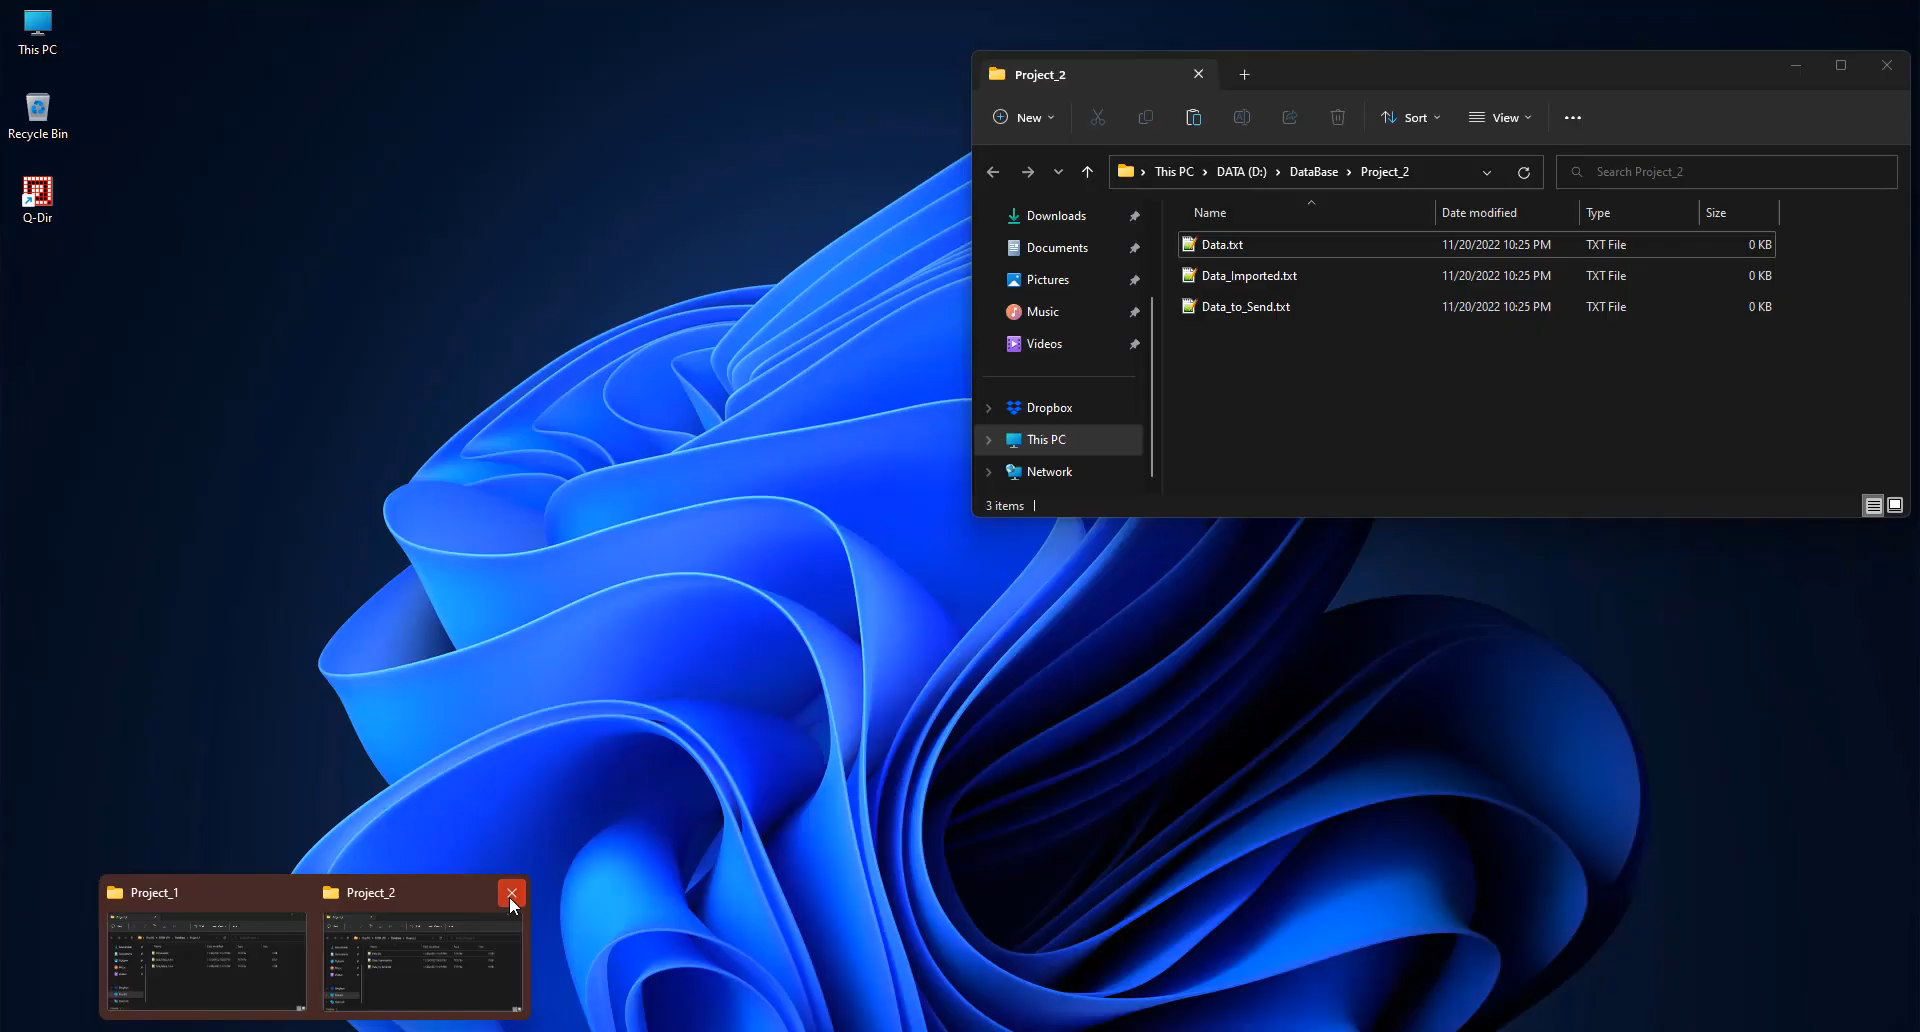 This PC
Recycle Bin
Q-Dir
Project_2
New
Sort
View
This PC > DATA (D:) > DataBase > Project_2
Search Project_2
Downloads
Documents
Pictures
Music
Videos
Dropbox
This PC
Network
Name Date modified Type Size
Data.txt 11/20/2022 10:25 PM TXT File 0 KB
Data_Imported.txt 11/20/2022 10:25 PM TXT File 0 KB
Data_to_Send.txt 11/20/2022 10:25 PM TXT File 0 KB
3 items
Project_1
Project_2